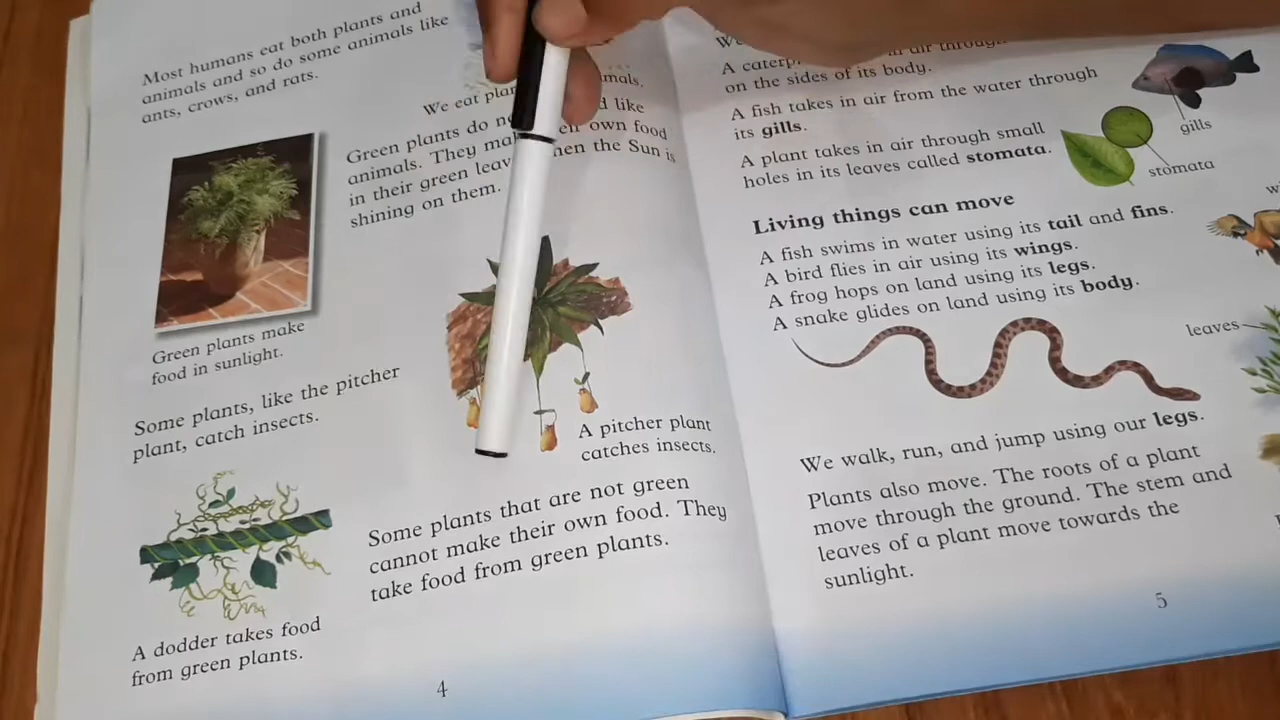 Most humans eat both plants and
animals and so do some animals like
ants, crows, and rats.
We eat
Green plants do
animals. They
in their green
shining on them.
like
own food
the Sun is
Green plants make
food in sunlight.
Some plants, like the pitcher
plant, catch insects.
A pitcher plant
catches insects.
Some plants that are not green
cannot make their own food. They
take food from green plants.
A dodder takes food
from green plants.
4
A
on the sides of its body.
in air through
A fish takes in air from the water through
its gills.
gills
A plant takes in air through small
holes in its leaves called stomata.
stomata
Living things can move
A fish swims in water using its tail and fins.
A bird flies in air using its wings.
A frog hops on land using its legs.
A snake glides on land using its body.
leaves
We walk, run, and jump using our legs.
Plants also move. The roots of a plant
move through the ground. The stem and
leaves of a plant move towards the
sunlight.
5